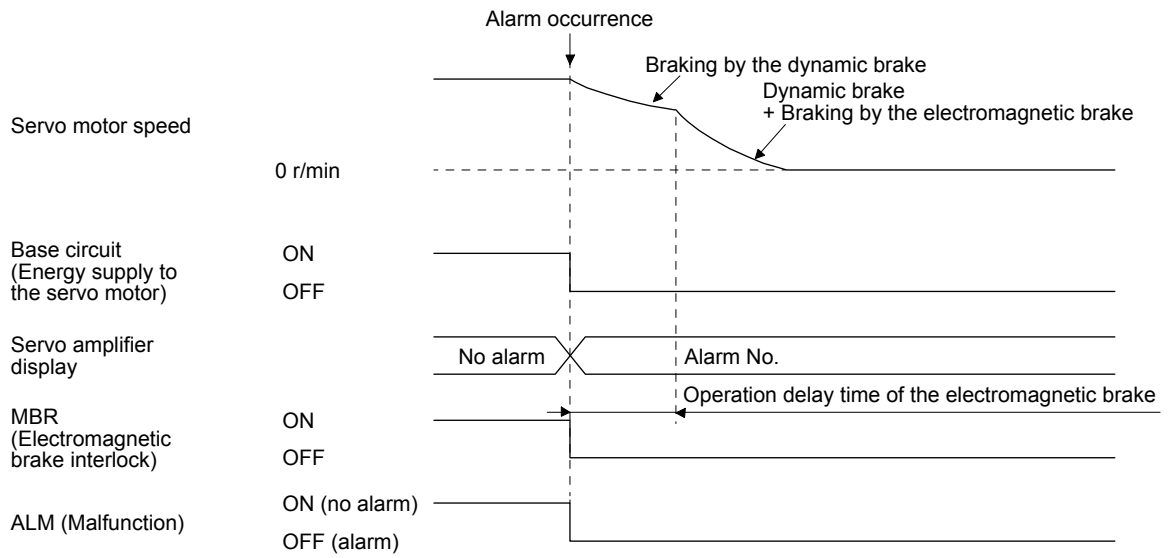 Alarm occurrence
Braking by the dynamic brake
Dynamic brake
+ Braking by the electromagnetic brake
Servo motor speed
0 r/min
Base circuit
(Energy supply to
the servo motor)
ON
OFF
Servo amplifier
display
No alarm
Alarm No.
Operation delay time of the electromagnetic brake
MBR
(Electromagnetic
brake interlock)
ON
OFF
ALM (Malfunction)
ON (no alarm)
OFF (alarm)